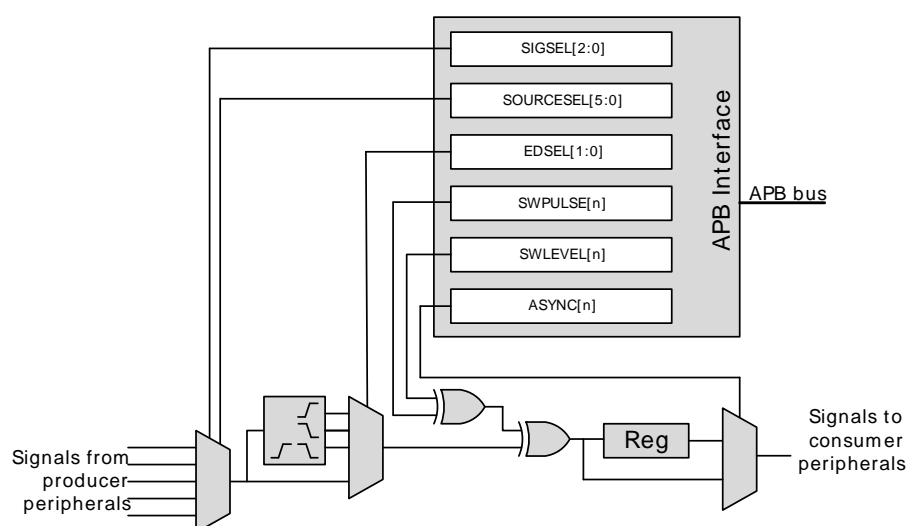 SIGSEL[2:0]
SOURCESEL[5:0]
EDSEL[1:0]
SWPULSE[n]
SWLEVEL[n]
ASYNC[n]
APB Interface
APB bus
Signals from
producer
peripherals
Reg
Signals to
consumer
peripherals